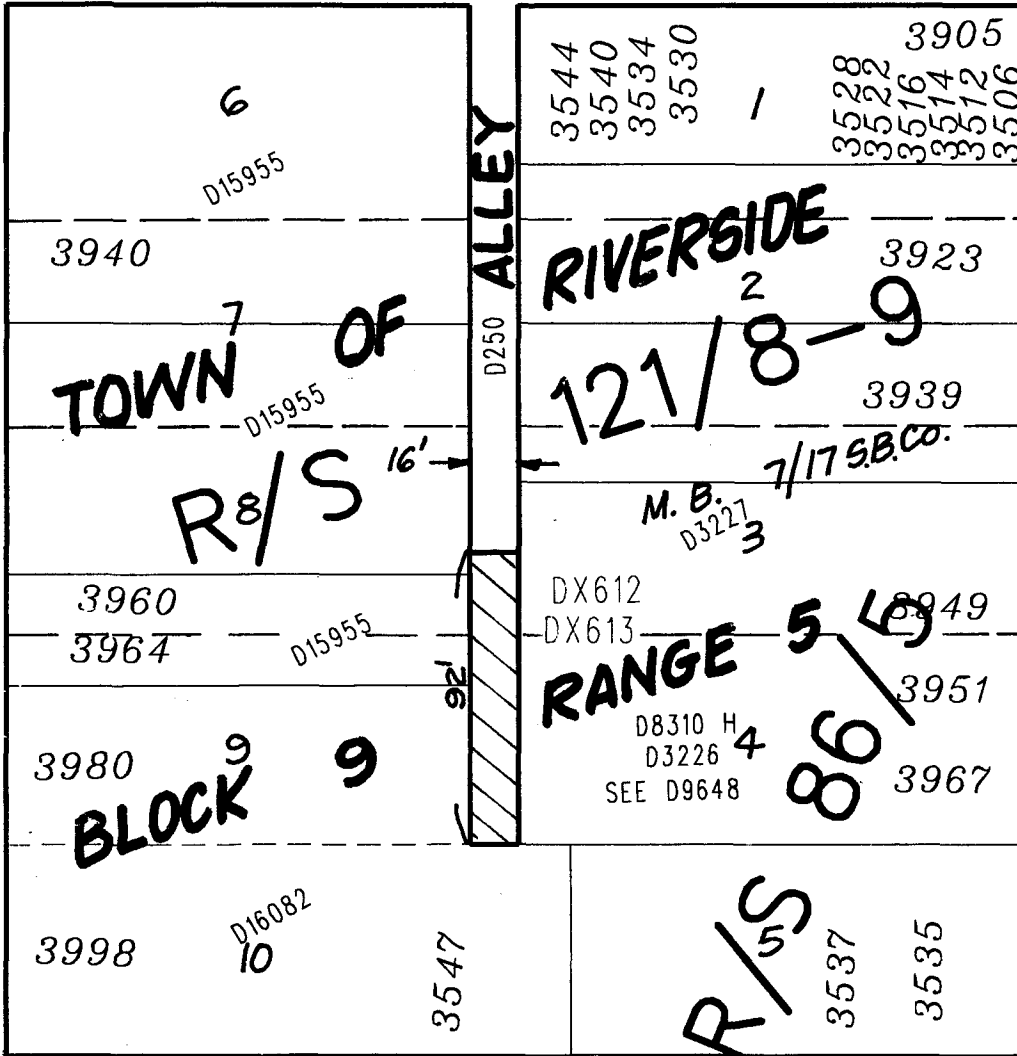 6
D15955
3940
7
TOWN OF
D15955
R/S
8
16'
3960
3964
D15955
92'
3980
9
BLOCK 9
D16082
3998
10
3547
ALLEY
D250
3544
3540
3534
3530
1
3905
3528
3522
3516
3514
3512
3506
RIVERSIDE
3923
2
121/8-9
3939
M. B. 7/17 S.B.CO.
D3227
3
DX612
DX613
3949
RANGE 5
86/5
3951
D8310 H
D3226
4
SEE D9648
3967
R/S
5
3537
3535